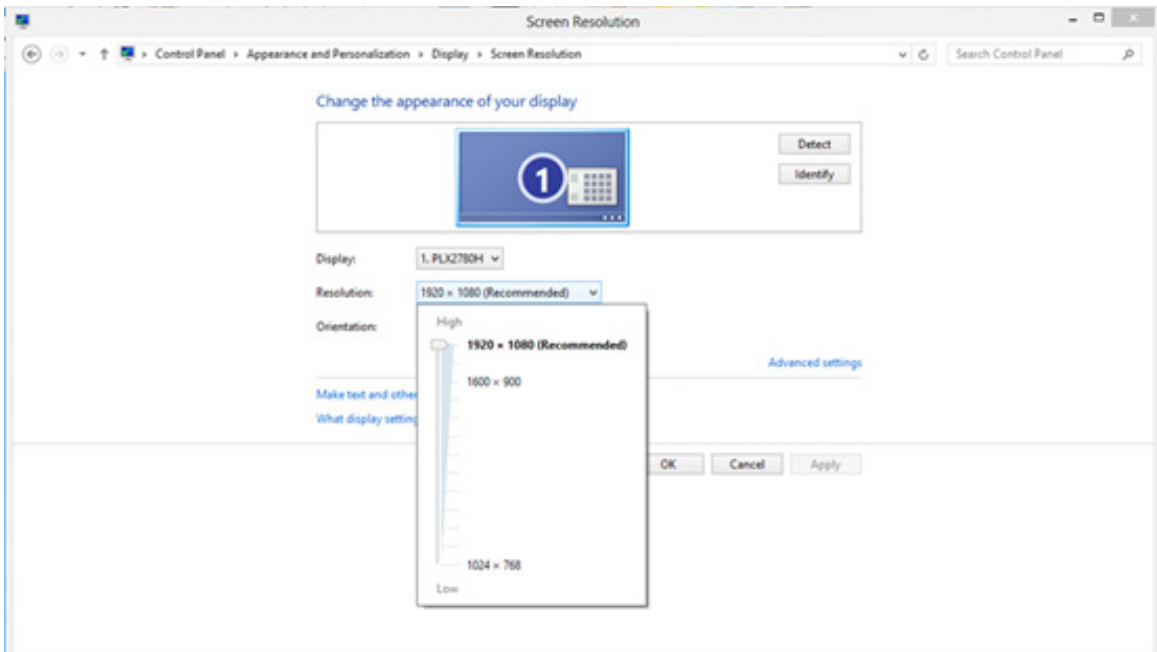 Screen Resolution
Control Panel Appearance and Personalization Display Screen Resolution
Search Control Panel
Change the appearance of your display
1
Detect
Identify
Display:
1. PLX2780H
Resolution:
1920 × 1080 (Recommended)
Orientation:
High
1920 × 1080 (Recommended)
1600 × 900
1024 × 768
Low
Advanced settings
Make text and other
What display setting
OK Cancel Apply